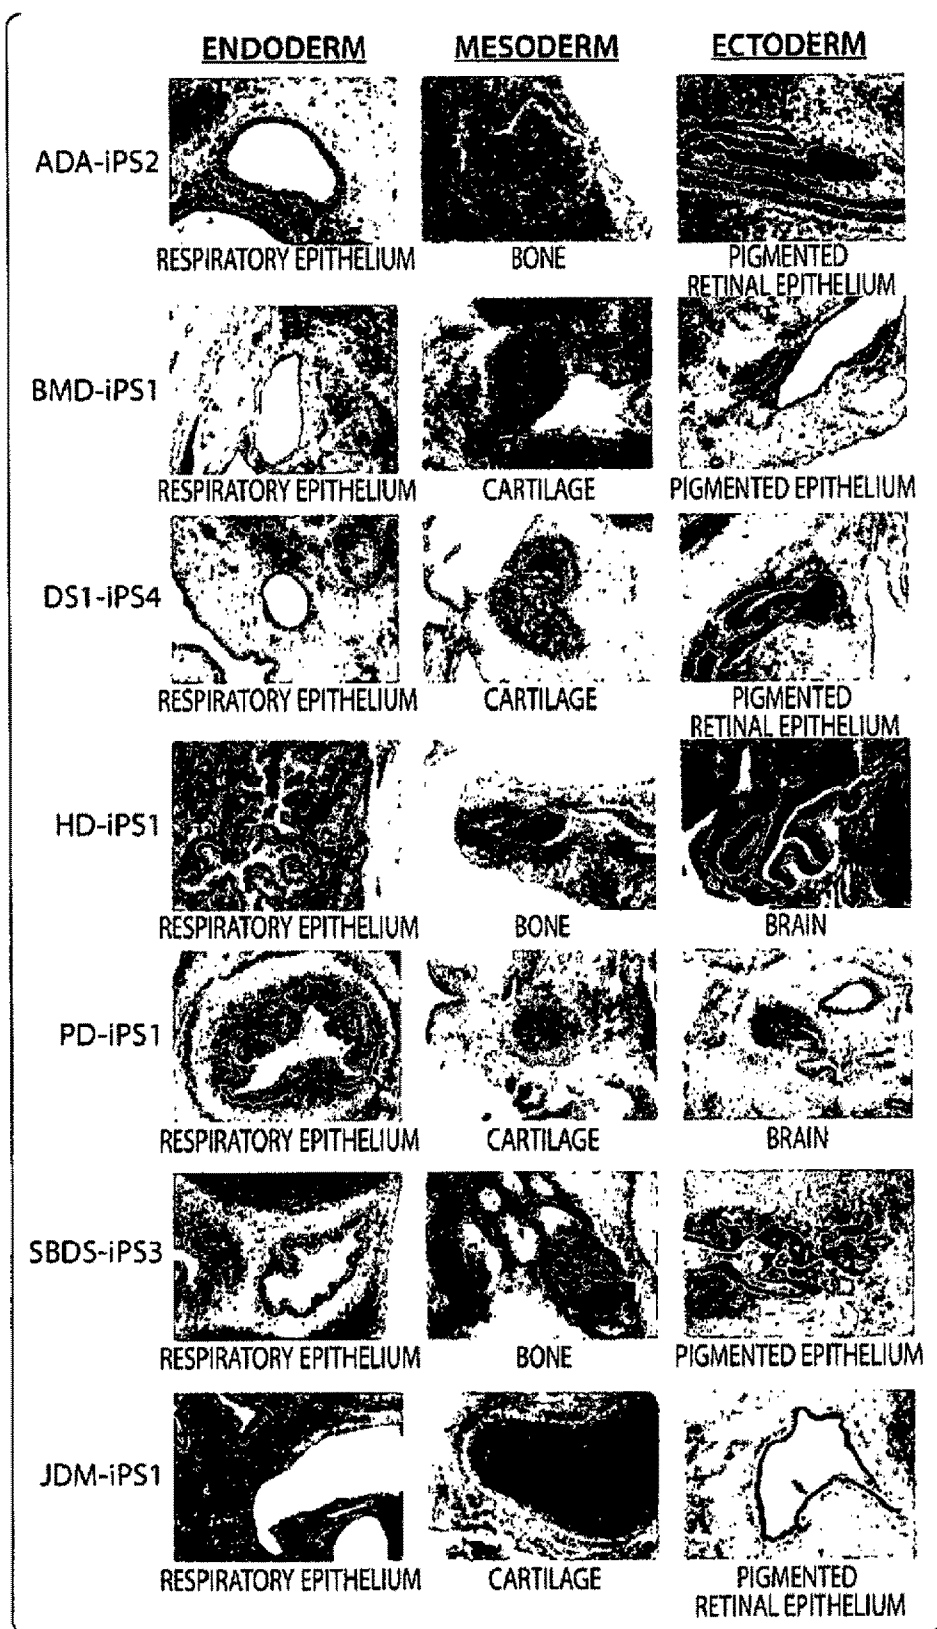 ENDODERM MESODERM ECTODERM
ADA-iPS2
RESPIRATORY EPITHELIUM BONE PIGMENTED
RETINAL EPITHELIUM
BMD-iPS1
RESPIRATORY EPITHELIUM CARTILAGE PIGMENTED EPITHELIUM
DS1-iPS4
RESPIRATORY EPITHELIUM CARTILAGE PIGMENTED
RETINAL EPITHELIUM
HD-iPS1
RESPIRATORY EPITHELIUM BONE BRAIN
PD-iPS1
RESPIRATORY EPITHELIUM CARTILAGE BRAIN
SBDS-iPS3
RESPIRATORY EPITHELIUM BONE PIGMENTED EPITHELIUM
JDM-iPS1
RESPIRATORY EPITHELIUM CARTILAGE PIGMENTED
RETINAL EPITHELIUM